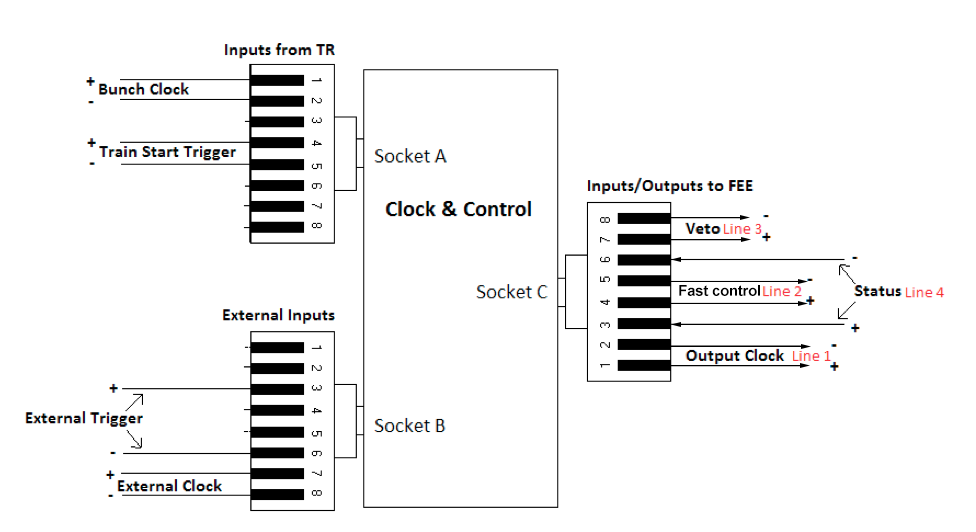 Inputs from TR
+
Bunch Clock
-
+
Train Start Trigger
-
1
2
3
4
5
6
7
8
Socket A
Clock & Control
Inputs/Outputs to FEE
8
7
6
5
4
3
2
1
-
Veto Line 3
+
-
-
Fast control Line 2
+
Status Line 4
+
-
Output Clock Line 1
+
Socket C
External Inputs
1
2
3
4
5
6
7
8
+
External Trigger
-
+
External Clock
-
Socket B